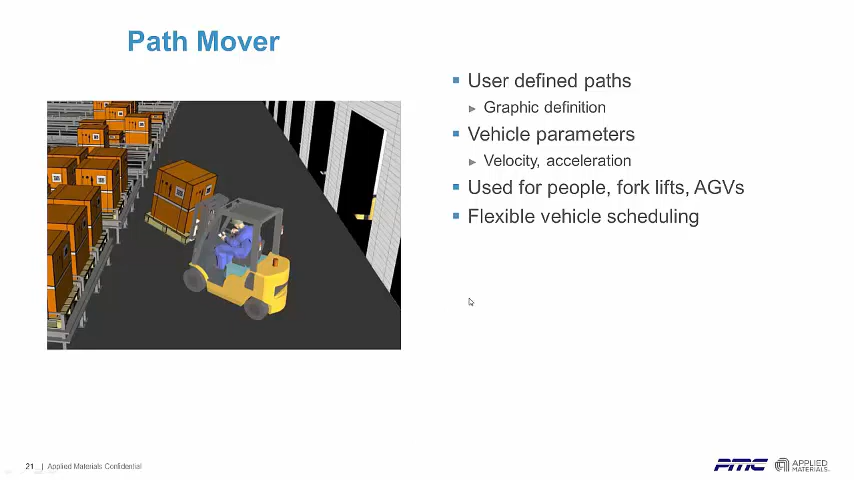 Path Mover
User defined paths
Graphic definition
Vehicle parameters
Velocity, acceleration
Used for people, fork lifts, AGVs
Flexible vehicle scheduling
21 | Applied Materials Confidential
PMC
APPLIED
MATERIALS